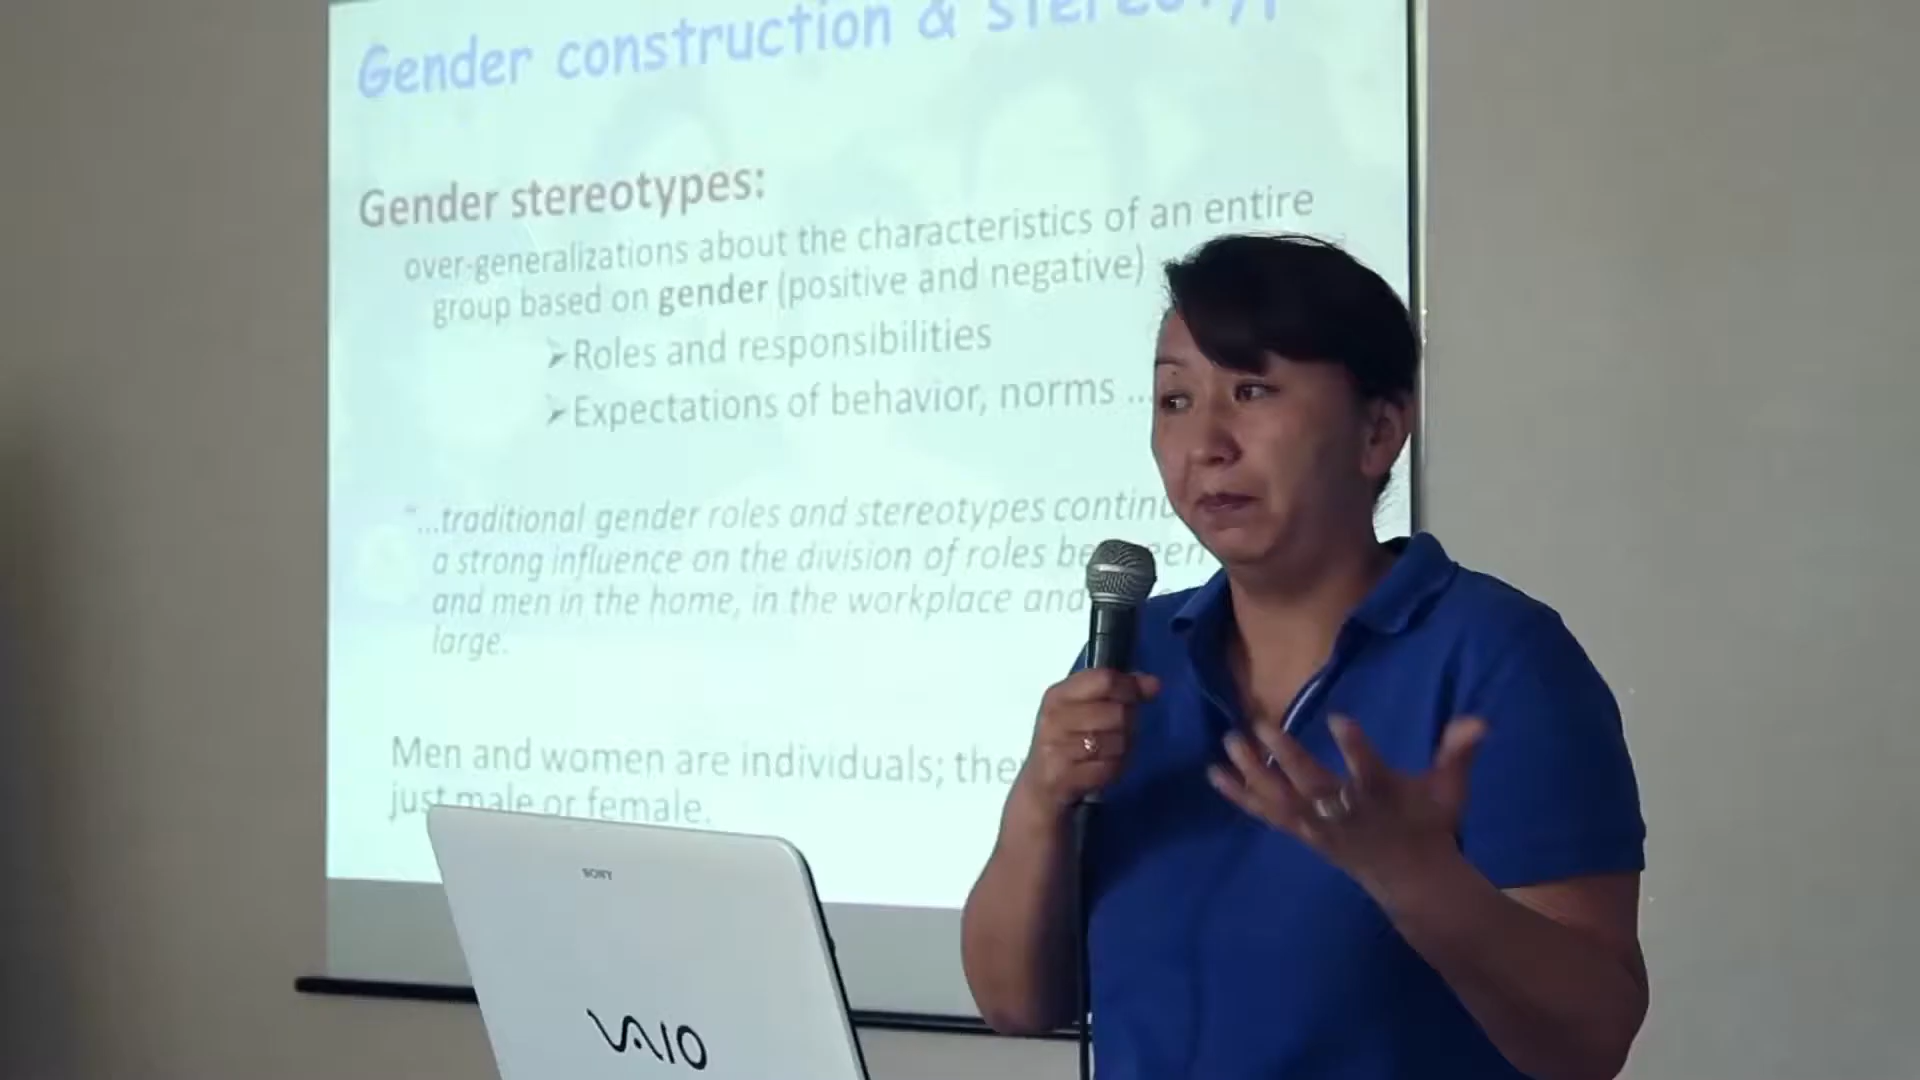 Gender construction &
Gender stereotypes:
over-generalizations about the characteristics of an entire
group based on gender (positive and negative)
➢Roles and responsibilities
➢Expectations of behavior, norms ...
"...traditional gender roles and stereotypes
a strong influence on the division of roles
and men in the home, in the workplace and
large.
Men and women are individuals;
just male or female.
SONY
VAIO